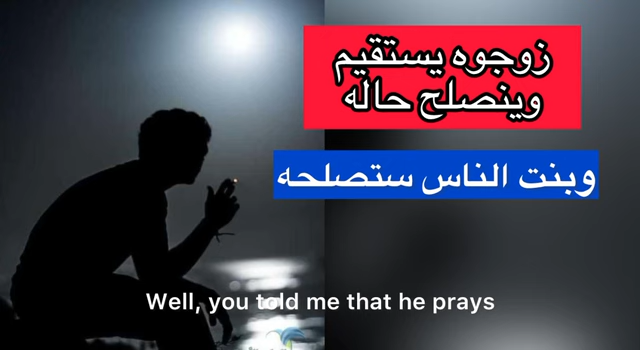 زوجوه يستقيم
وينصلح حاله
وبنت الناس ستصلحه
Well, you told me that he prays